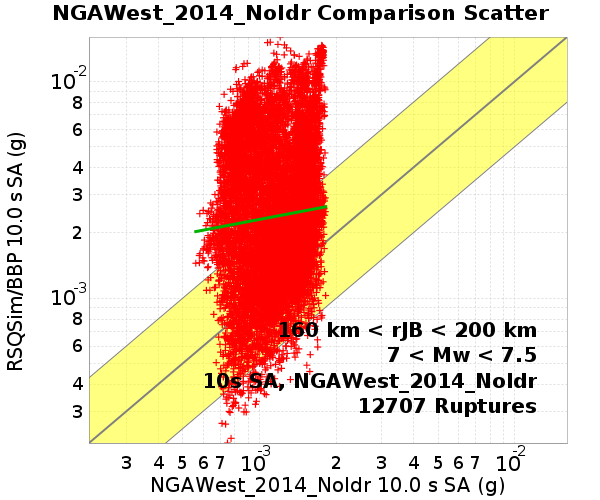 NGAWest_2014_NoIdr Comparison Scatter
RSQSim/BBP 10.0 s SA (g)
10-2
8
6
4
3
2
10-3
8
6
4
3
160 km < rJB < 200 km
7 < Mw < 7.5
10s SA, NGAWest_2014_NoIdr
12707 Ruptures
3 4 5 6 7 10-3 2 3 4 5 6 7 10-2
NGAWest_2014_NoIdr 10.0 s SA (g)